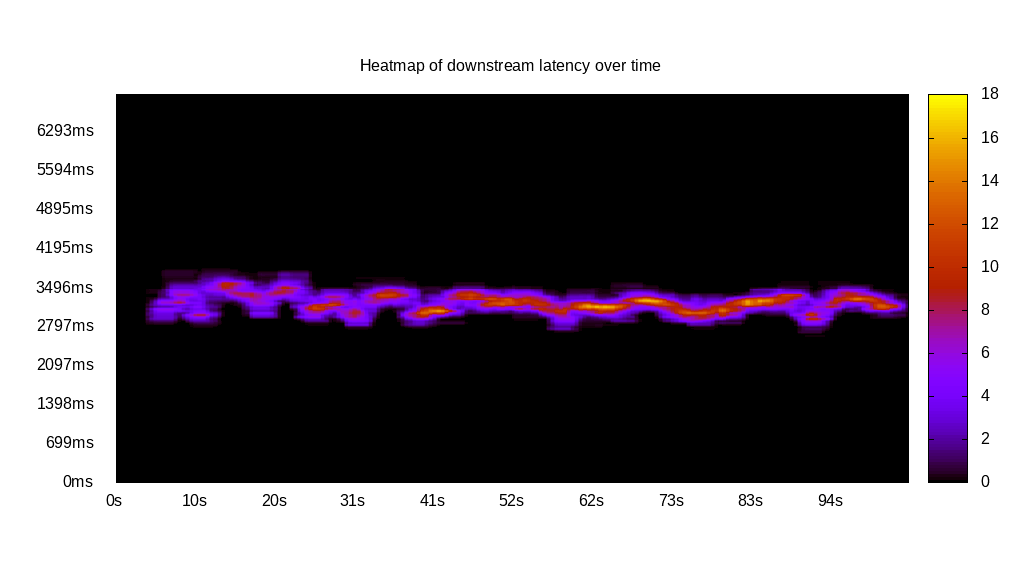 Heatmap of downstream latency over time
6293ms
5594ms
4895ms
4195ms
3496ms
2797ms
2097ms
1398ms
699ms
0ms
0s 10s 20s 31s 41s 52s 62s 73s 83s 94s
18
16
14
12
10
8
6
4
2
0